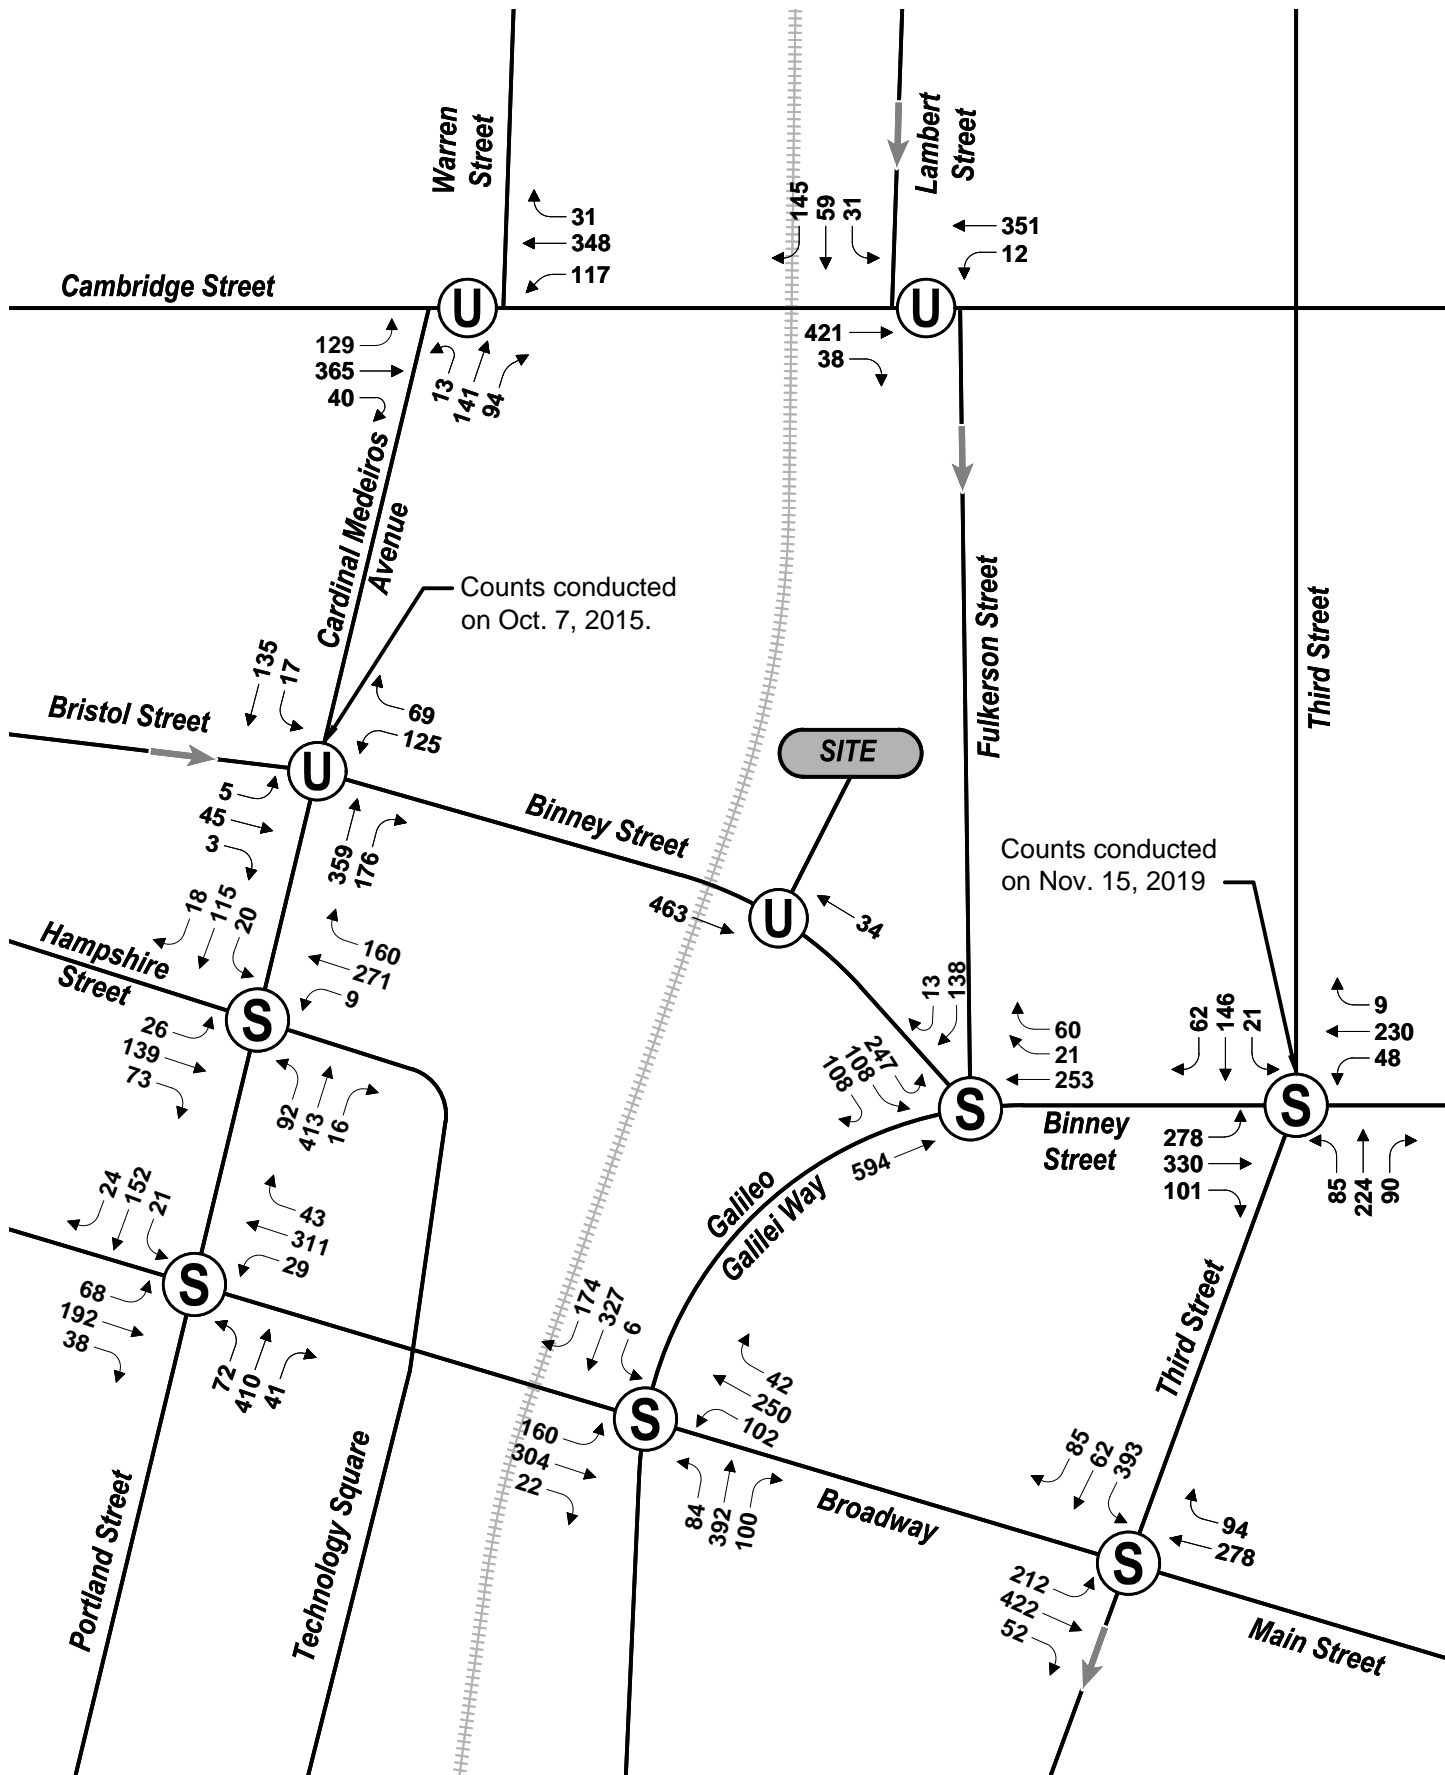 Warren
Street
Lambert
Street
145
59
31
31
348
117
351
12
Cambridge Street
U
U
129
365
40
13
141
94
421
38
Cardinal Medeiros
Avenue
Counts conducted
on Oct. 7, 2015.
Fulkerson Street
Third Street
135
17
69
125
Bristol Street
U
SITE
5
45
3
359
176
Binney Street
Counts conducted
on Nov. 15, 2019
463
U
34
18
115
20
160
271
9
Hampshire
Street
S
26
139
73
92
413
16
13
138
60
21
253
247
108
108
S
594
Binney
Street
62
146
21
9
230
48
S
278
330
101
85
224
90
Galileo
Galilei Way
24
152
21
43
311
29
S
68
192
38
72
410
41
174
327
6
42
250
102
S
160
304
22
84
392
100
Third Street
Broadway
85
62
393
94
278
S
212
422
52
Main Street
Portland Street
Technology Square